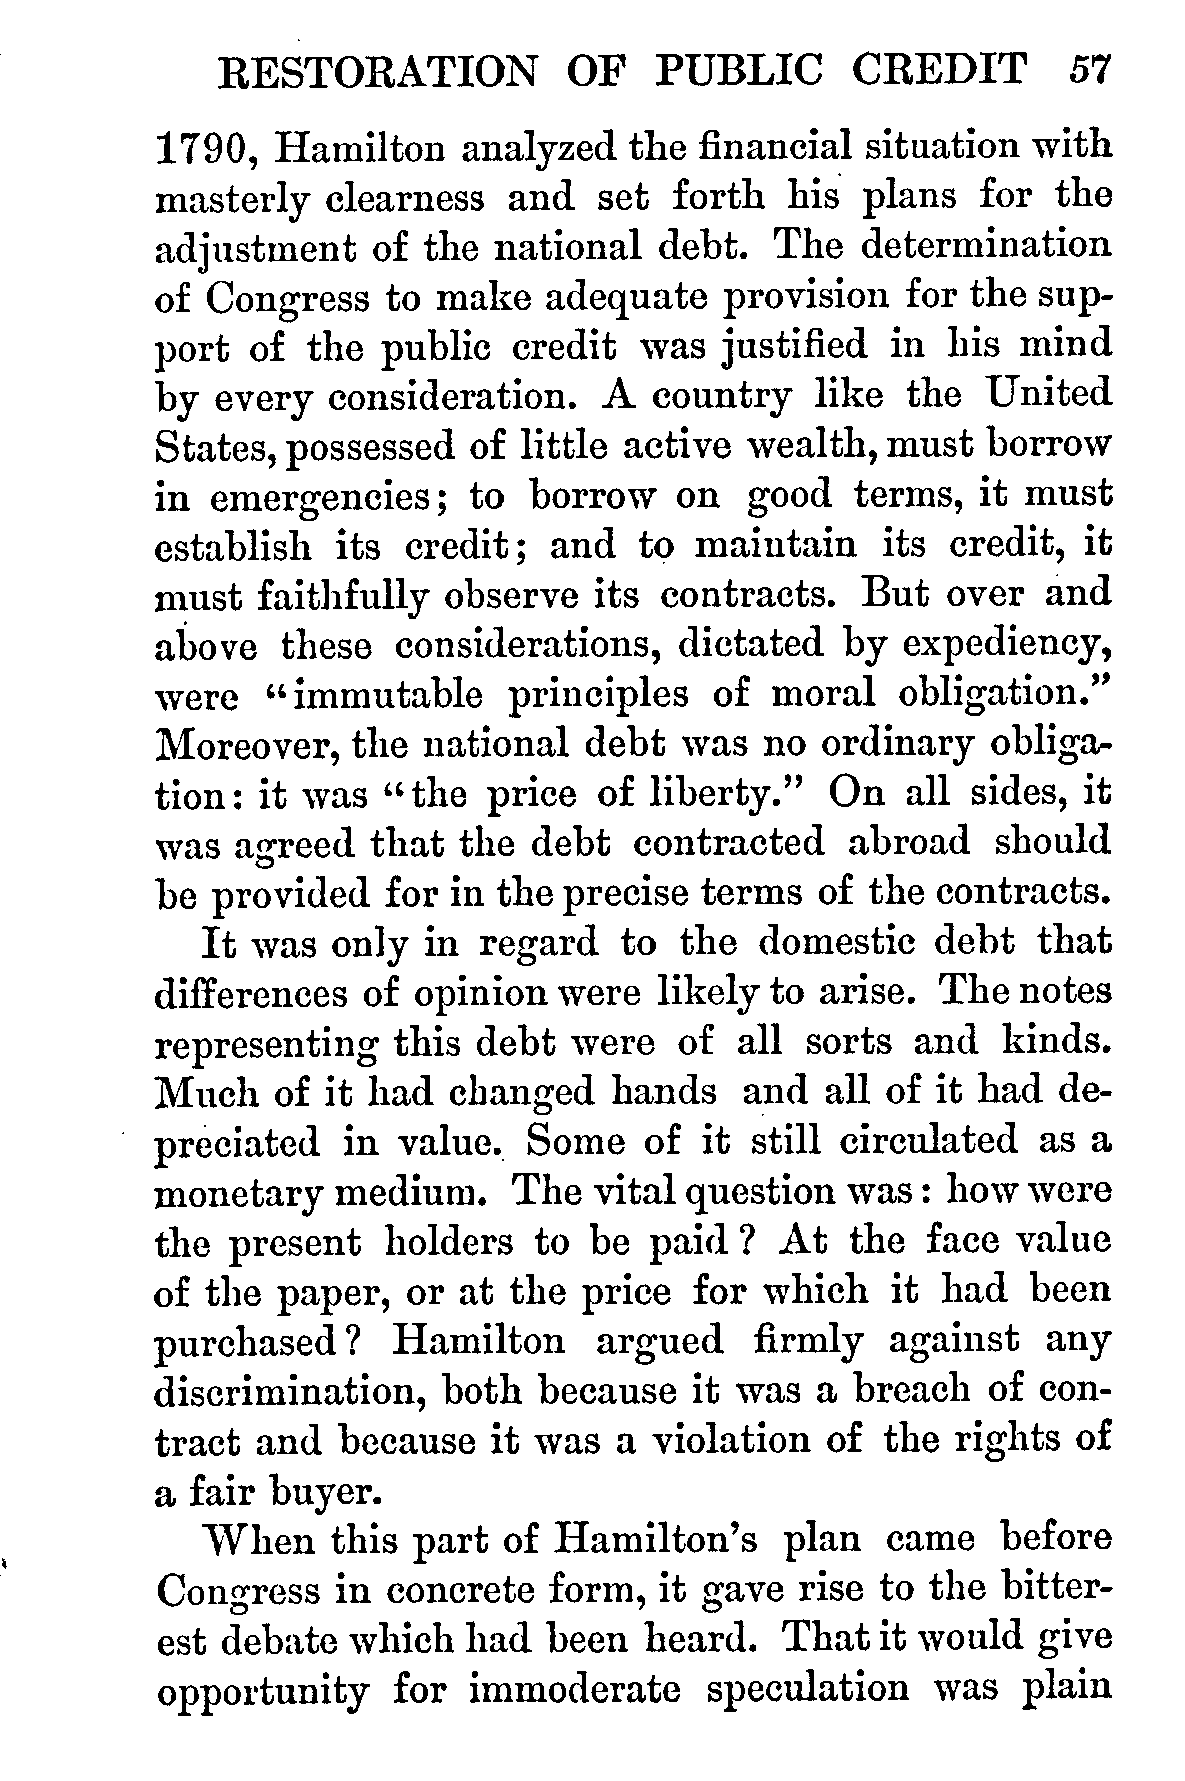 RESTORATION OF PUBLIC CREDIT 57
1790, Hamilton analyzed the financial situation with
masterly clearness and set forth his plans for the
adjustment of the national debt. The determination
of Congress to make adequate provision for the sup-
port of the public credit was justified in his mind
by every consideration. A country like the United
States, possessed of little active wealth, must borrow
in emergencies; to borrow on good terms, it must
establish its credit; and to maintain its credit, it
must faithfully observe its contracts. But over and
above these considerations, dictated by expediency,
were "immutable principles of moral obligation."
Moreover, the national debt was no ordinary obliga-
tion: it was "the price of liberty." On all sides, it
was agreed that the debt contracted abroad should
be provided for in the precise terms of the contracts.
It was only in regard to the domestic debt that
differences of opinion were likely to arise. The notes
representing this debt were of all sorts and kinds.
Much of it had changed hands and all of it had de-
preciated in value. Some of it still circulated as a
monetary medium. The vital question was: how were
the present holders to be paid? At the face value
of the paper, or at the price for which it had been
purchased? Hamilton argued firmly against any
discrimination, both because it was a breach of con-
tract and because it was a violation of the rights of
a fair buyer.
When this part of Hamilton's plan came before
Congress in concrete form, it gave rise to the bitter-
est debate which had been heard. That it would give
opportunity for immoderate speculation was plain